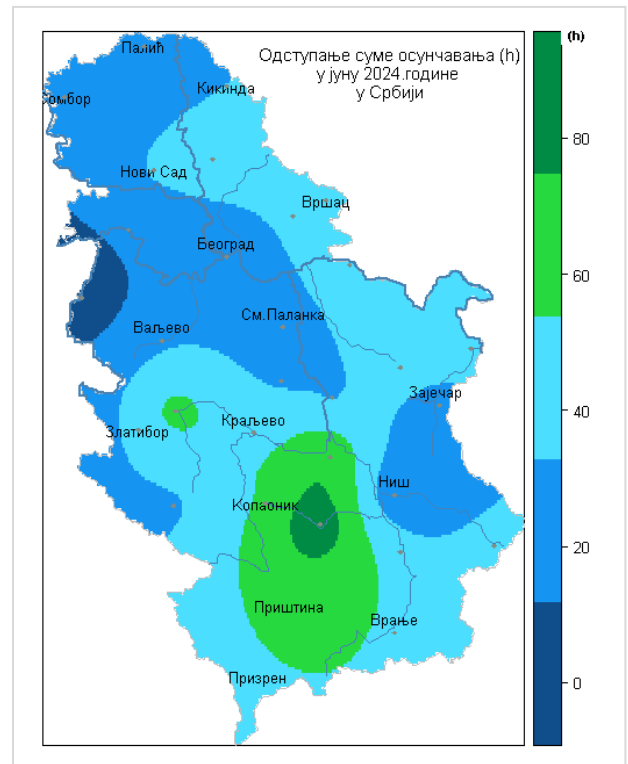 Одступање суме осунчавања (h)
у јуну 2024.године
у Србији
(h)
Палић
Кикинда
Сомбор
Нови Сад
Вршац
Београд
См.Паланка
Ваљево
Зајечар
Краљево
Златибор
Ниш
Копаоник
Приштина
Врање
Призрен
80
60
40
20
0